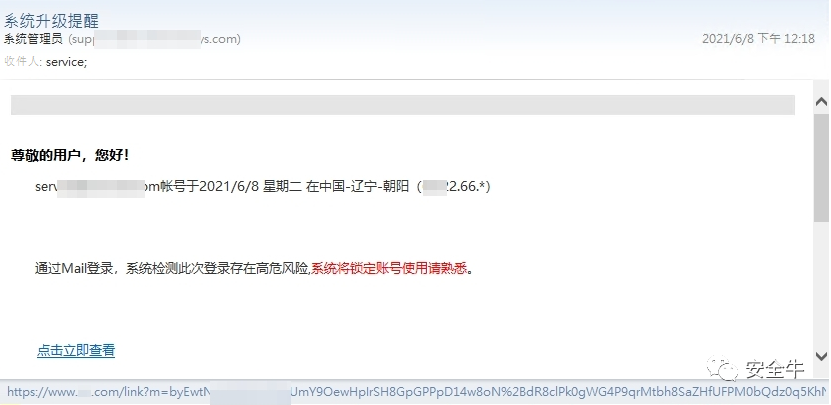 系统升级提醒
系统管理员 (supp ys.com) 2021/6/8 下午 12:18
收件人: service;
尊敬的用户，您好！
serv om帐号于2021/6/8 星期二 在中国-辽宁-朝阳（ 2.66.*）
通过Mail登录，系统检测此次登录存在高危风险,系统将锁定账号使用请熟悉。
点击立即查看
安全牛
https://www. .com/link?m=byEwtN UmY9OewHpIrSH8GpGPPpD14w8oN%2BdR8clPk0gWG4P9qrMtbh8SaZHfUFPM0bQdz0q5KhN